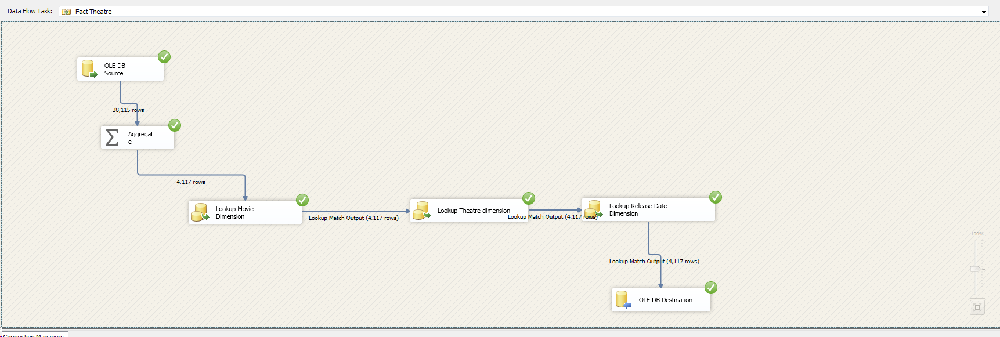 Data Flow Task: Fact Theatre
OLE DB
Source
38,115 rows
Aggregat
e
4,117 rows
Lookup Movie
Dimension
Lookup Match Output (4,117 rows)
Lookup Theatre dimension
Lookup Match Output (4,117 rows)
Lookup Release Date
Dimension
100%
Lookup Match Output (4,117 rows)
OLE DB Destination
Connection Managers